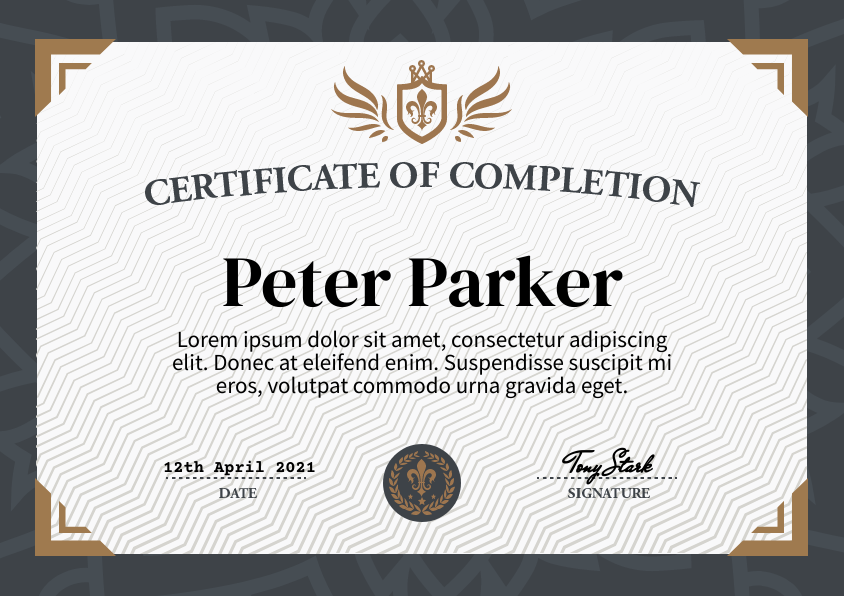 CERTIFICATE OF COMPLETION
Peter Parker
Lorem ipsum dolor sit amet, consectetur adipiscing
elit. Donec at eleifend enim. Suspendisse suscipit mi
eros, volutpat commodo urna gravida eget.
12th April 2021
DATE
Tony Stark
SIGNATURE